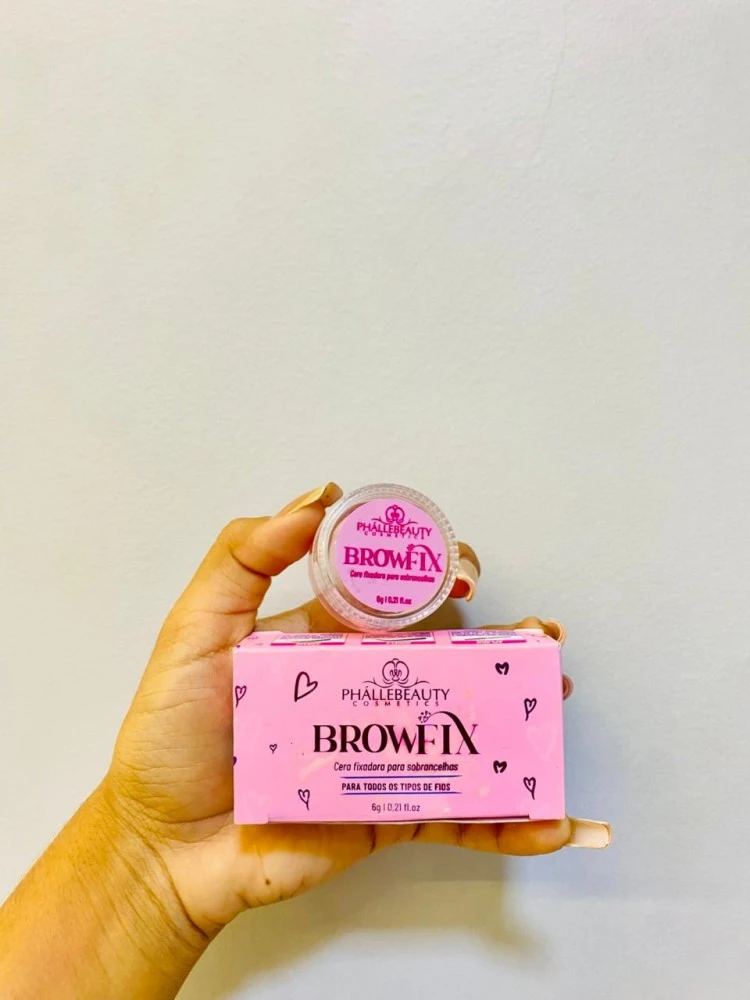 PHÁLLEBEAUTY
COSMETICS
BROWFIX
Cera fixadora para sobrancelhas
6g | 0,21 fl.oz
PHÁLLEBEAUTY
COSMETICS
BROWFIX
Cera fixadora para sobrancelhas
PARA TODOS OS TIPOS DE FIOS
6g | 0,21 fl.oz